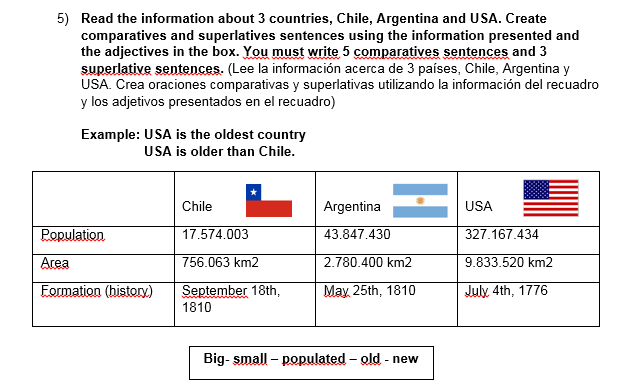 5) Read the information about 3 countries, Chile, Argentina and USA. Create
comparatives and superlatives sentences using the information presented and
the adjectives in the box. You must write 5 comparatives sentences and 3
superlative sentences. (Lee la información acerca de 3 países, Chile, Argentina y
USA. Crea oraciones comparativas y superlativas utilizando la información del recuadro
y los adjetivos presentados en el recuadro)
Example: USA is the oldest country
USA is older than Chile.
Chile Argentina USA
Population 17.574.003 43.847.430 327.167.434
Area 756.063 km2 2.780.400 km2 9.833.520 km2
Formation (history) September 18th, May 25th, 1810 July 4th, 1776
1810
Big- small – populated – old - new